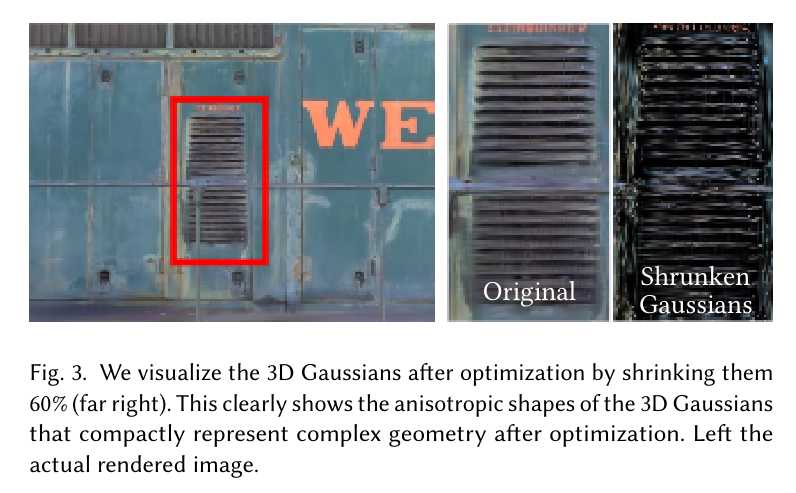 WE
Original
Shrunken
Gaussians
Fig. 3. We visualize the 3D Gaussians after optimization by shrinking them
60% (far right). This clearly shows the anisotropic shapes of the 3D Gaussians
that compactly represent complex geometry after optimization. Left the
actual rendered image.